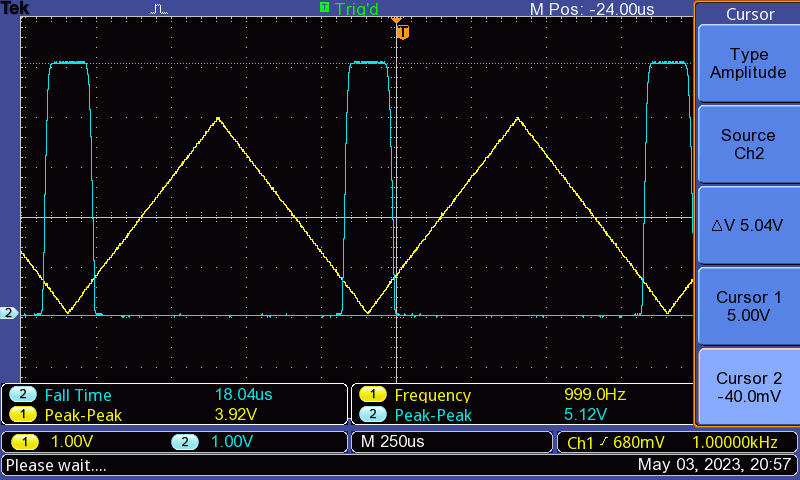 Tek Trig'd M Pos: -24.00us Cursor
T
Type
Amplitude
Source
Ch2
△V 5.04V
Cursor 1
5.00V
Cursor 2
-40.0mV
2
2 Fall Time 18.04us 1 Frequency 999.0Hz
1 Peak-Peak 3.92V 2 Peak-Peak 5.12V
1 1.00V 2 1.00V M 250us Ch1 680mV 1.00000kHz
Please wait.... May 03, 2023, 20:57